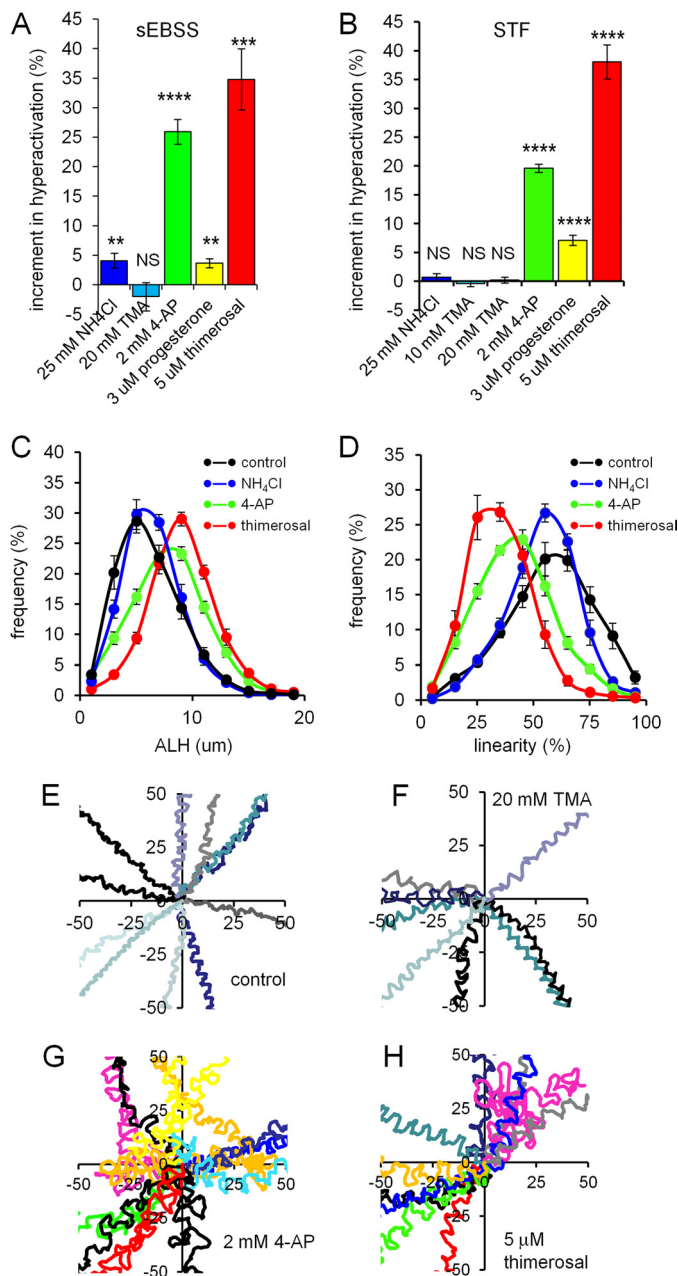 A
sEBSS
increment in hyperactivation (%)
45
40
35
30
25
20
15
10
5
0
-5
**
NS
****
**
***
25 mM NH4Cl
20 mM TMA
2 mM 4-AP
3 uM progesterone
5 uM thimerosal
B
STF
increment in hyperactivation (%)
45
40
35
30
25
20
15
10
5
0
-5
NS
NS
NS
****
****
****
25 mM NH4Cl
10 mM TMA
20 mM TMA
2 mM 4-AP
3 uM progesterone
5 uM thimerosal
C
frequency (%)
40
35
30
25
20
15
10
5
0
0
10
20
ALH (um)
control
NH₄Cl
4-AP
thimerosal
D
frequency (%)
35
30
25
20
15
10
5
0
0
25
50
75
100
linearity (%)
control
NH₄Cl
4-AP
thimerosal
E
50
25
-50
-25
0
25
50
-25
-50
control
F
50
20 mM TMA
25
0
-50
-25
0
25
50
-25
-50
G
50
25
0
-50
-25
0
25
50
-25
-50
2 mM 4-AP
H
50
25
0
-50
-25
0
25
50
-25
-50
5 μM
thimerosal